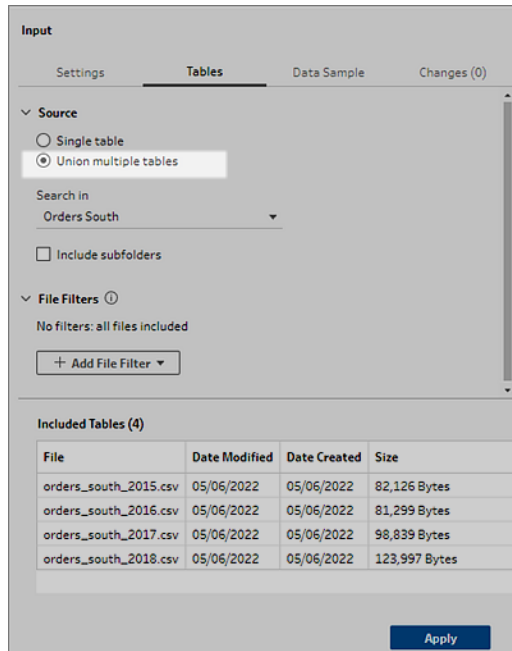 Input
Settings Tables Data Sample Changes (0)
Source
Single table
Union multiple tables
Search in
Orders South
Include subfolders
File Filters
No filters: all files included
+ Add File Filter
Included Tables (4)
File Date Modified Date Created Size
orders_south_2015.csv 05/06/2022 05/06/2022 82,126 Bytes
orders_south_2016.csv 05/06/2022 05/06/2022 81,299 Bytes
orders_south_2017.csv 05/06/2022 05/06/2022 98,839 Bytes
orders_south_2018.csv 05/06/2022 05/06/2022 123,997 Bytes
Apply